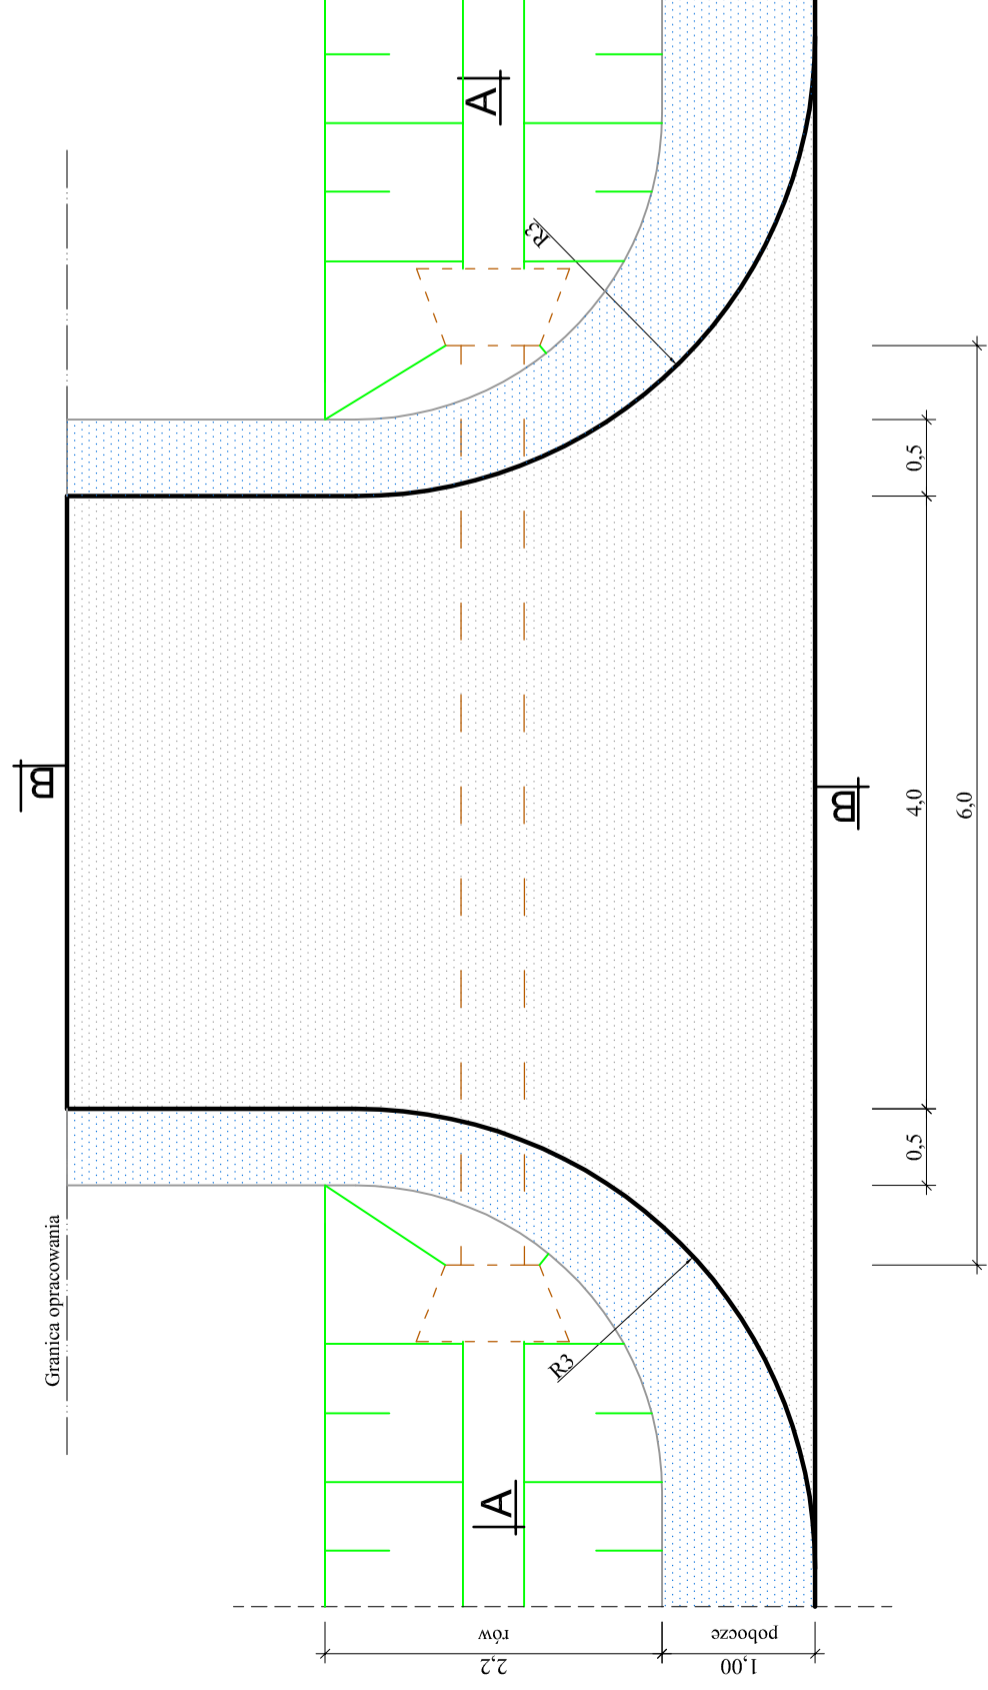 Granica opracowania
B
B
A
A
R3
R3
0,5
4,0
0,5
6,0
rów
2,2
pobocze
1,00